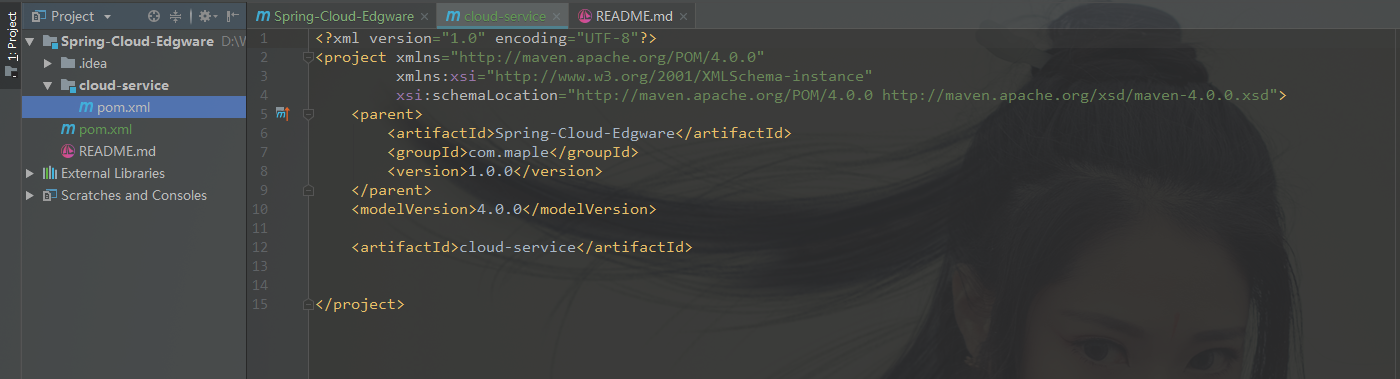 1: Project
Project
Spring-Cloud-Edgware D:\W
.idea
cloud-service
pom.xml
pom.xml
README.md
External Libraries
Scratches and Consoles
Spring-Cloud-Edgware
cloud-service
README.md
1 <?xml version="1.0" encoding="UTF-8"?>
2 <project xmlns="http://maven.apache.org/POM/4.0.0"
3 xmlns:xsi="http://www.w3.org/2001/XMLSchema-instance"
4 xsi:schemaLocation="http://maven.apache.org/POM/4.0.0 http://maven.apache.org/xsd/maven-4.0.0.xsd">
5 <parent>
6 <artifactId>Spring-Cloud-Edgware</artifactId>
7 <groupId>com.maple</groupId>
8 <version>1.0.0</version>
9 </parent>
10 <modelVersion>4.0.0</modelVersion>
11
12 <artifactId>cloud-service</artifactId>
13
14
15 </project>